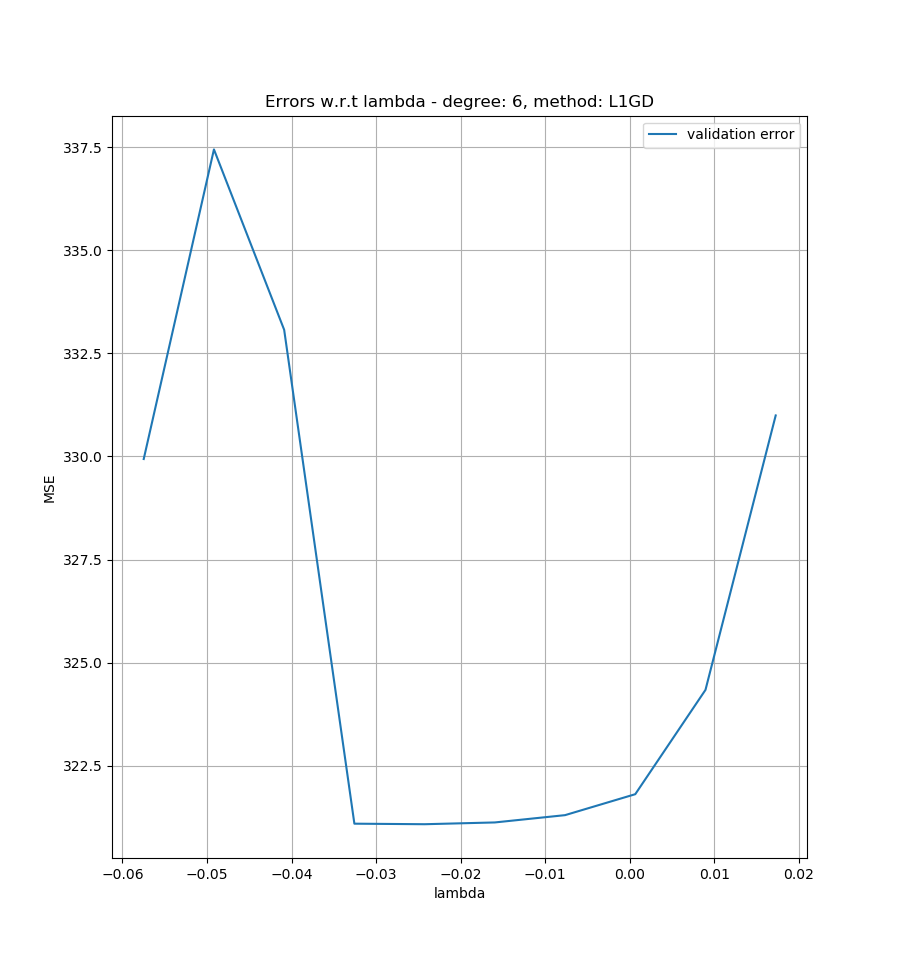 Errors w.r.t lambda - degree: 6, method: L1GD
validation error
337.5
335.0
332.5
330.0
327.5
325.0
322.5
MSE
−0.06 −0.05 −0.04 −0.03 −0.02 −0.01 0.00 0.01 0.02
lambda